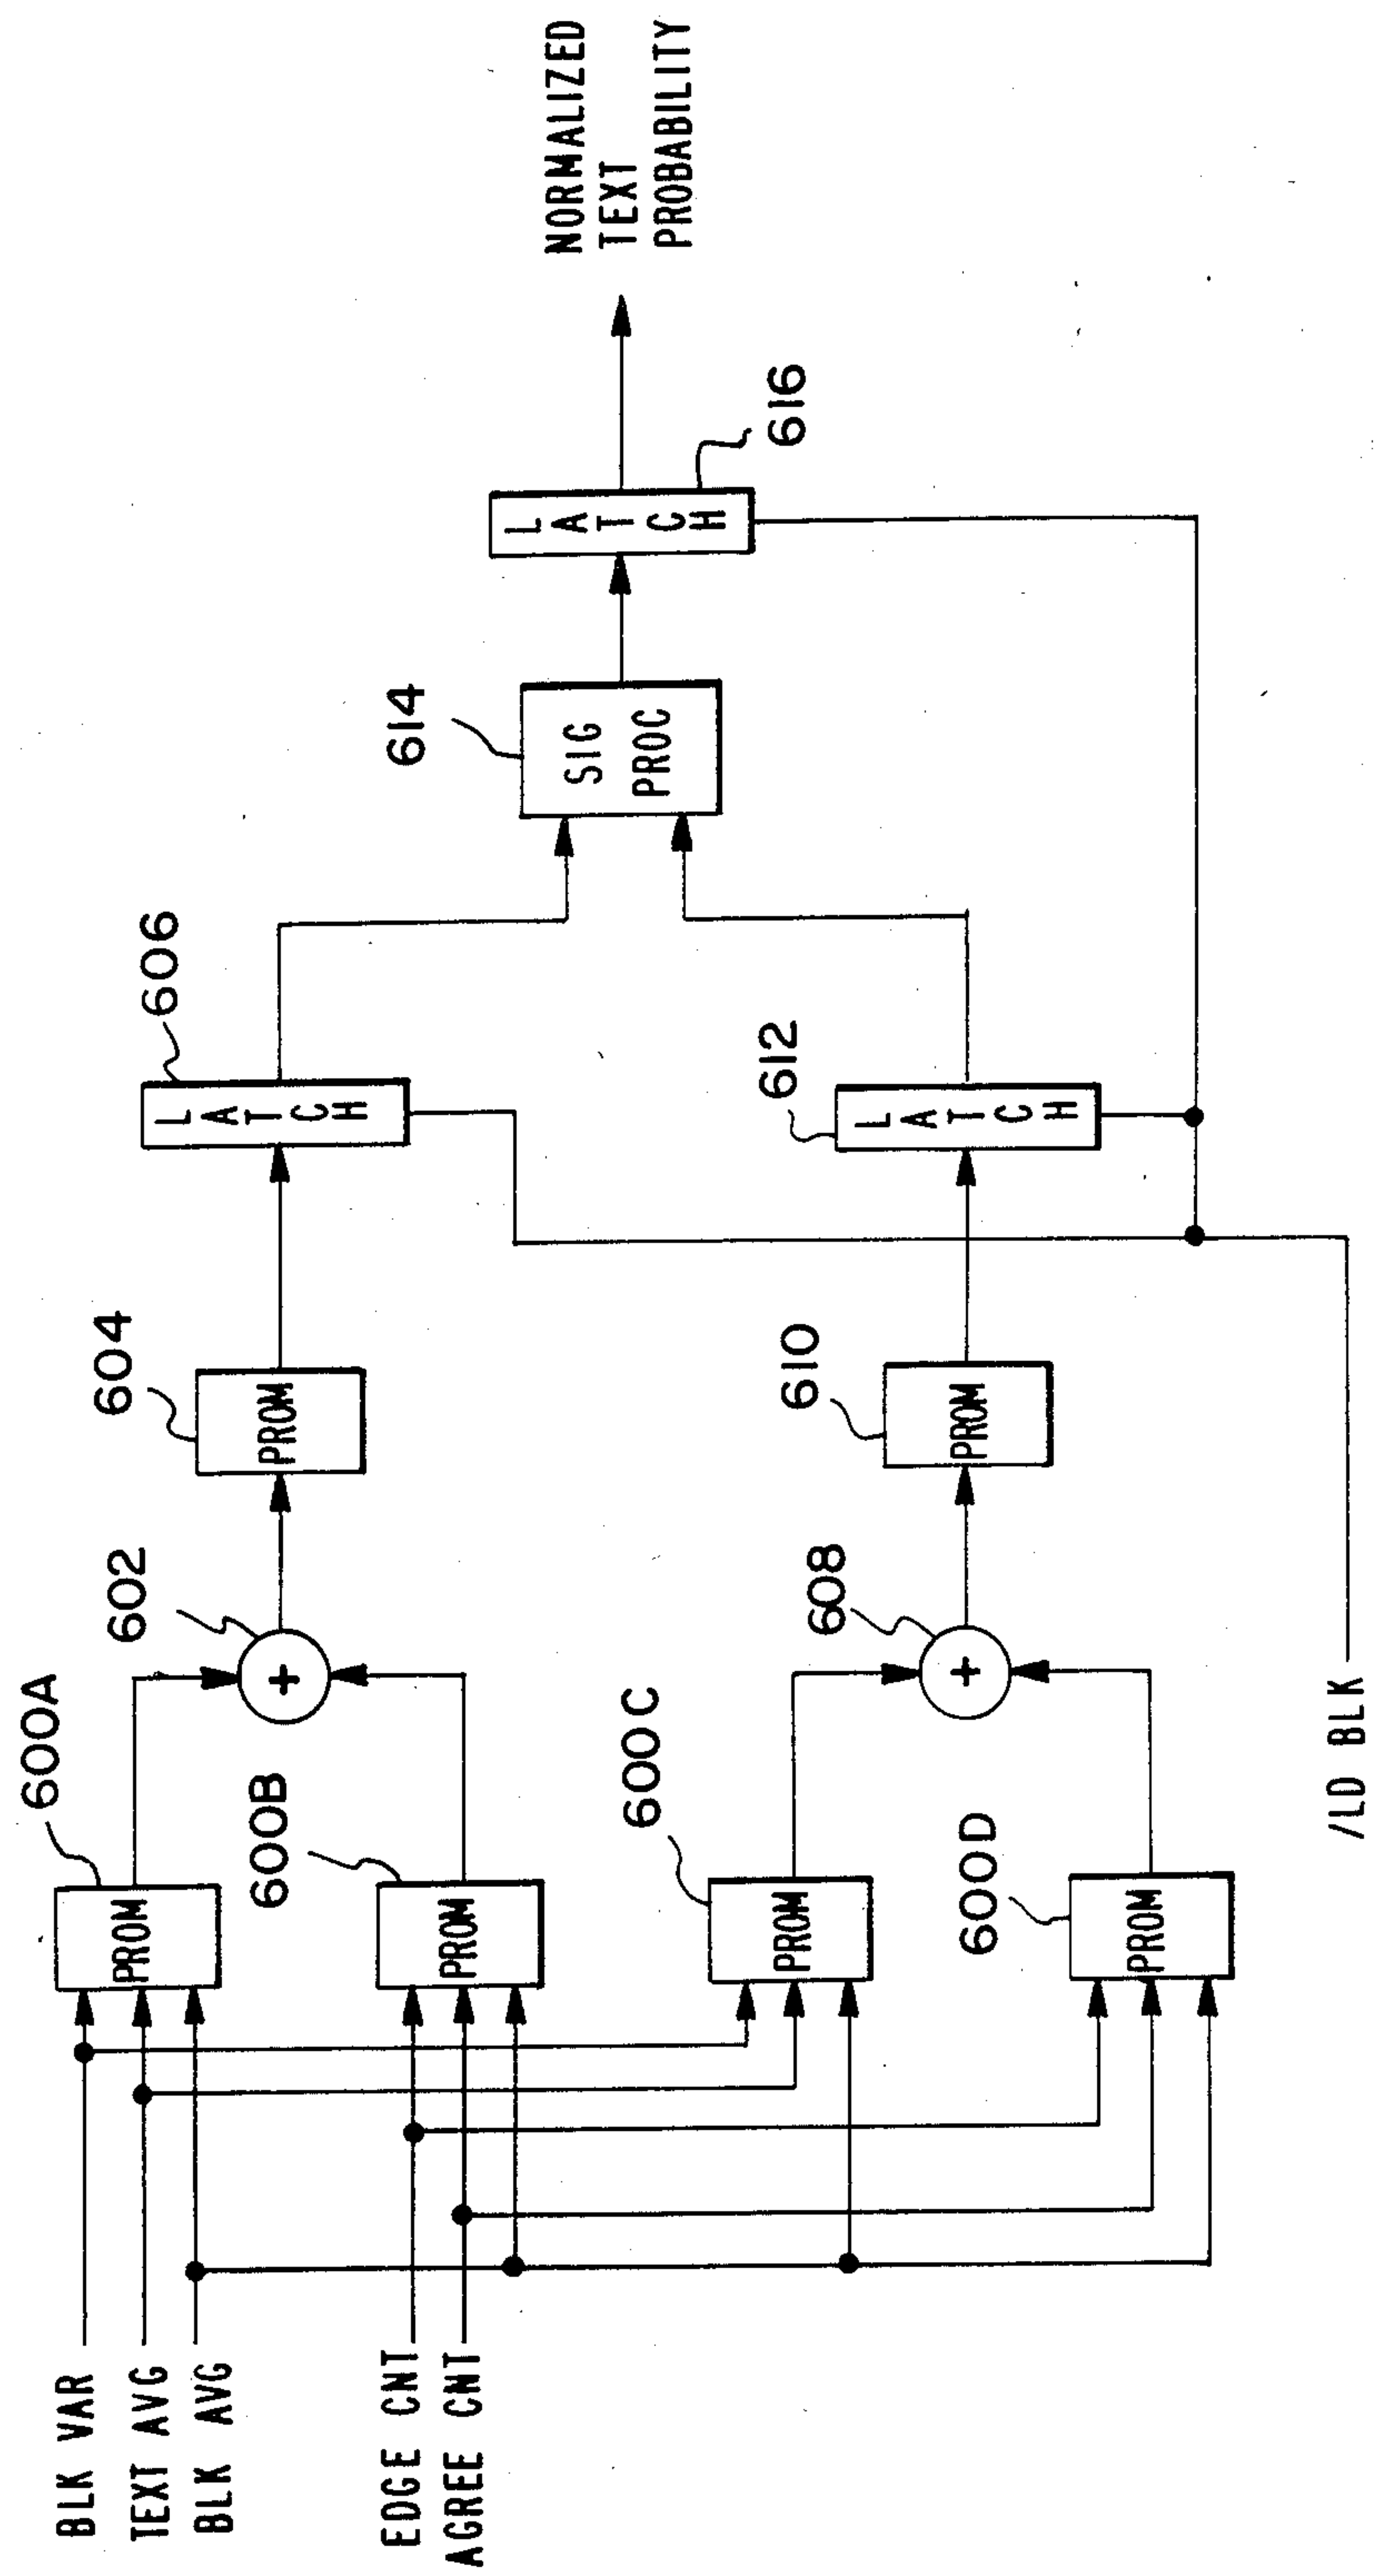 BLK VAR
TEXT AVG
BLK AVG
EDGE CNT
AGREE CNT
600A
PROM
600B
PROM
600C
PROM
600D
PROM
/LD BLK
602
+
608
+
604
PROM
610
PROM
606
LATCH
612
LATCH
614
SIG
PROC
LATCH
616
NORMALIZED
TEXT
PROBABILITY